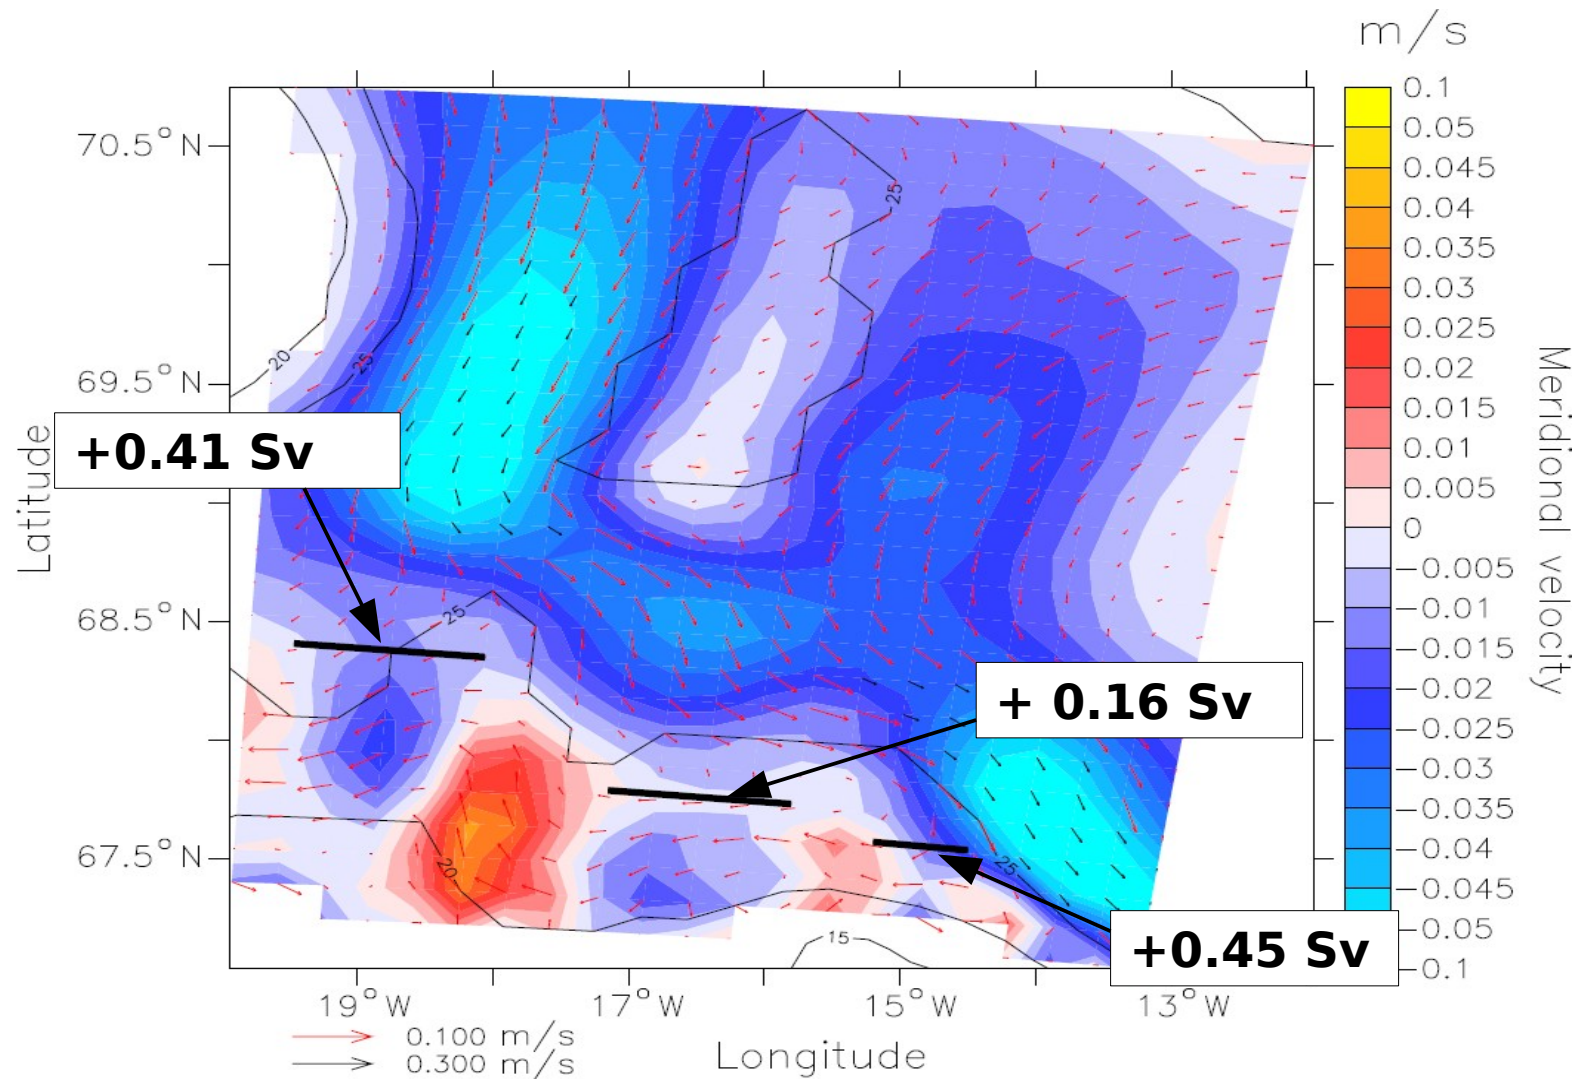 m/s
0.1
0.05
0.045
0.04
0.035
0.03
0.025
0.02
0.015
0.01
0.005
0
−0.005
−0.01
−0.015
−0.02
−0.025
−0.03
−0.035
−0.04
−0.045
−0.05
−0.1
Meridional velocity
70.5°N
69.5°N
68.5°N
67.5°N
Latitude
25
20
25
25
20
25
15
+0.41 Sv
+ 0.16 Sv
+0.45 Sv
19°W
17°W
15°W
13°W
Longitude
0.100 m/s
0.300 m/s